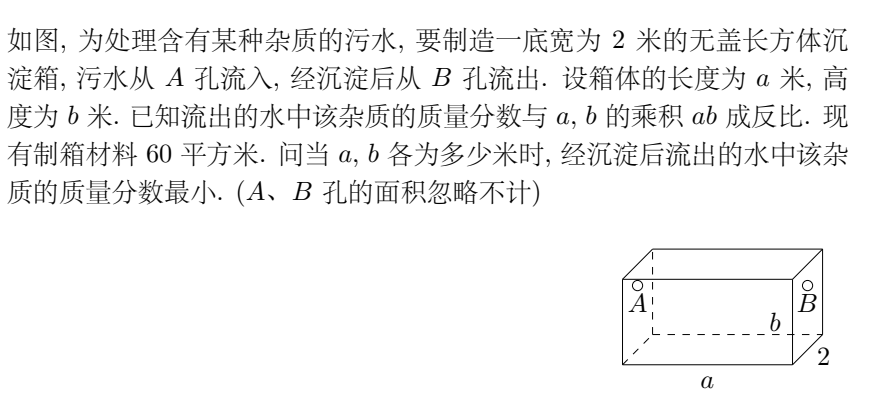 如图, 为处理含有某种杂质的污水, 要制造一底宽为 2 米的无盖长方体沉
淀箱, 污水从 A 孔流入, 经沉淀后从 B 孔流出. 设箱体的长度为 a 米, 高
度为 b 米. 已知流出的水中该杂质的质量分数与 a, b 的乘积 ab 成反比. 现
有制箱材料 60 平方米. 问当 a, b 各为多少米时, 经沉淀后流出的水中该杂
质的质量分数最小. (A、B 孔的面积忽略不计)
A
B
b
2
a